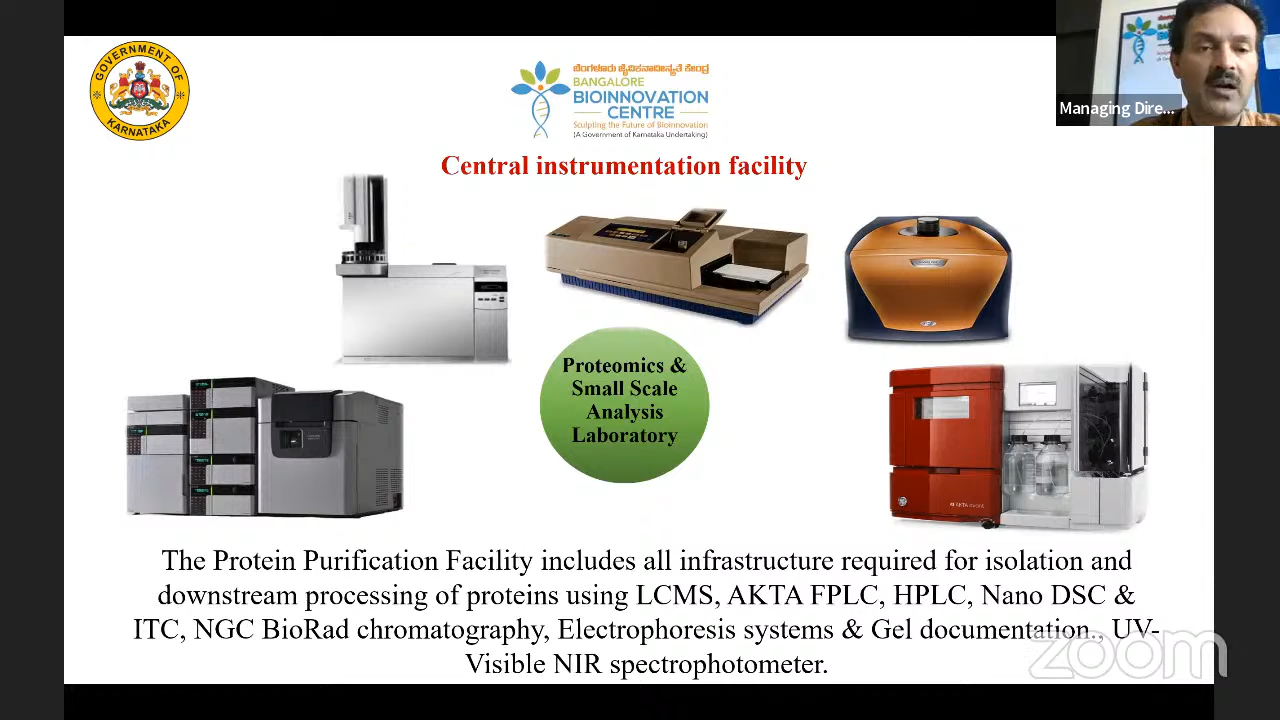 GOVERNMENT OF
KARNATAKA
ಬೆಂಗಳೂರು ಜೈವಿಕನಾವೀನ್ಯತೆ ಕೇಂದ್ರ
BANGALORE
BIOINNOVATION
CENTRE
Sculpting the Future of Bioinnovation
(A Government of Karnataka Undertaking)
Managing Dire...
Central instrumentation facility
Proteomics &
Small Scale
Analysis
Laboratory
AKTA avant
The Protein Purification Facility includes all infrastructure required for isolation and
downstream processing of proteins using LCMS, AKTA FPLC, HPLC, Nano DSC &
ITC, NGC BioRad chromatography, Electrophoresis systems & Gel documentation., UV-
Visible NIR spectrophotometer.
zoom